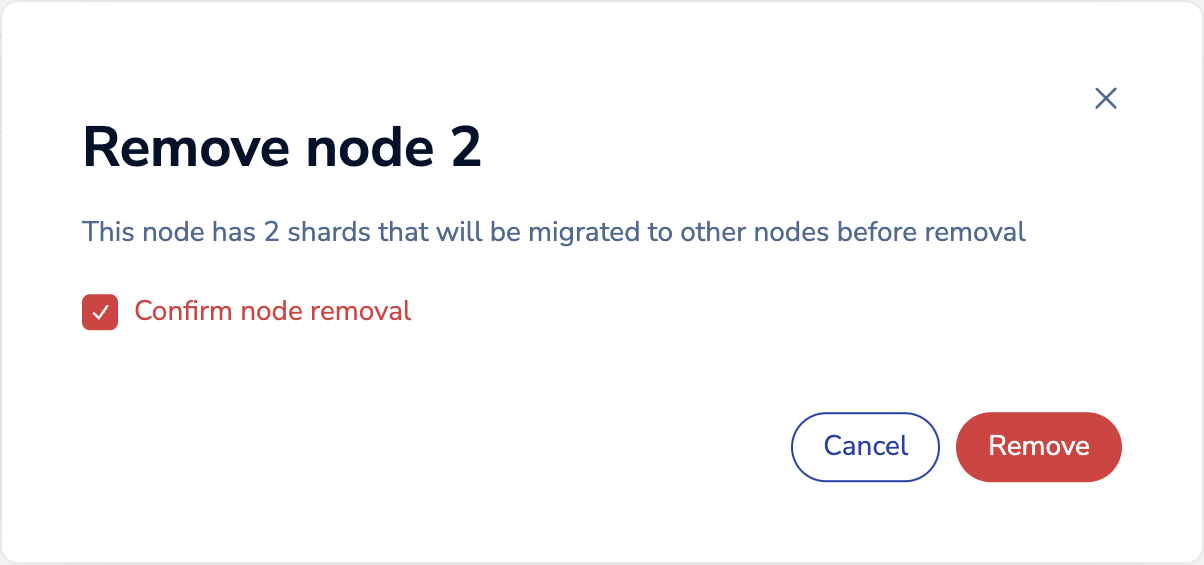 Remove node 2
This node has 2 shards that will be migrated to other nodes before removal
Confirm node removal
Cancel
Remove